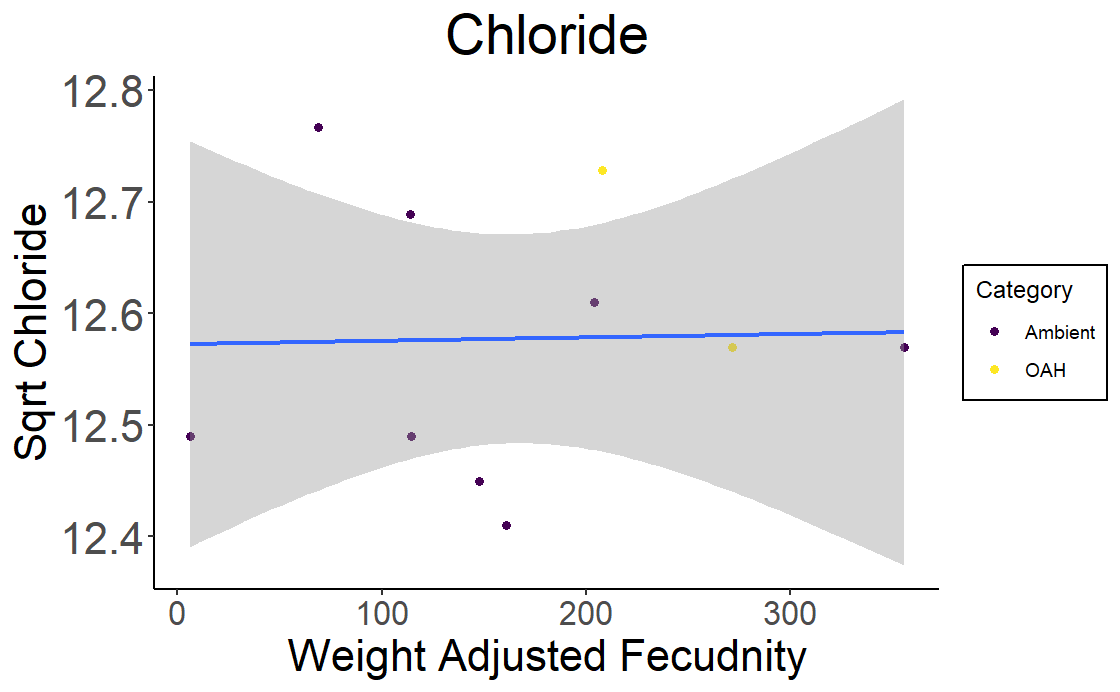 Chloride
12.8
12.7
12.6
12.5
12.4
Sqrt Chloride
0 100 200 300
Weight Adjusted Fecudnity
Category
Ambient
OAH